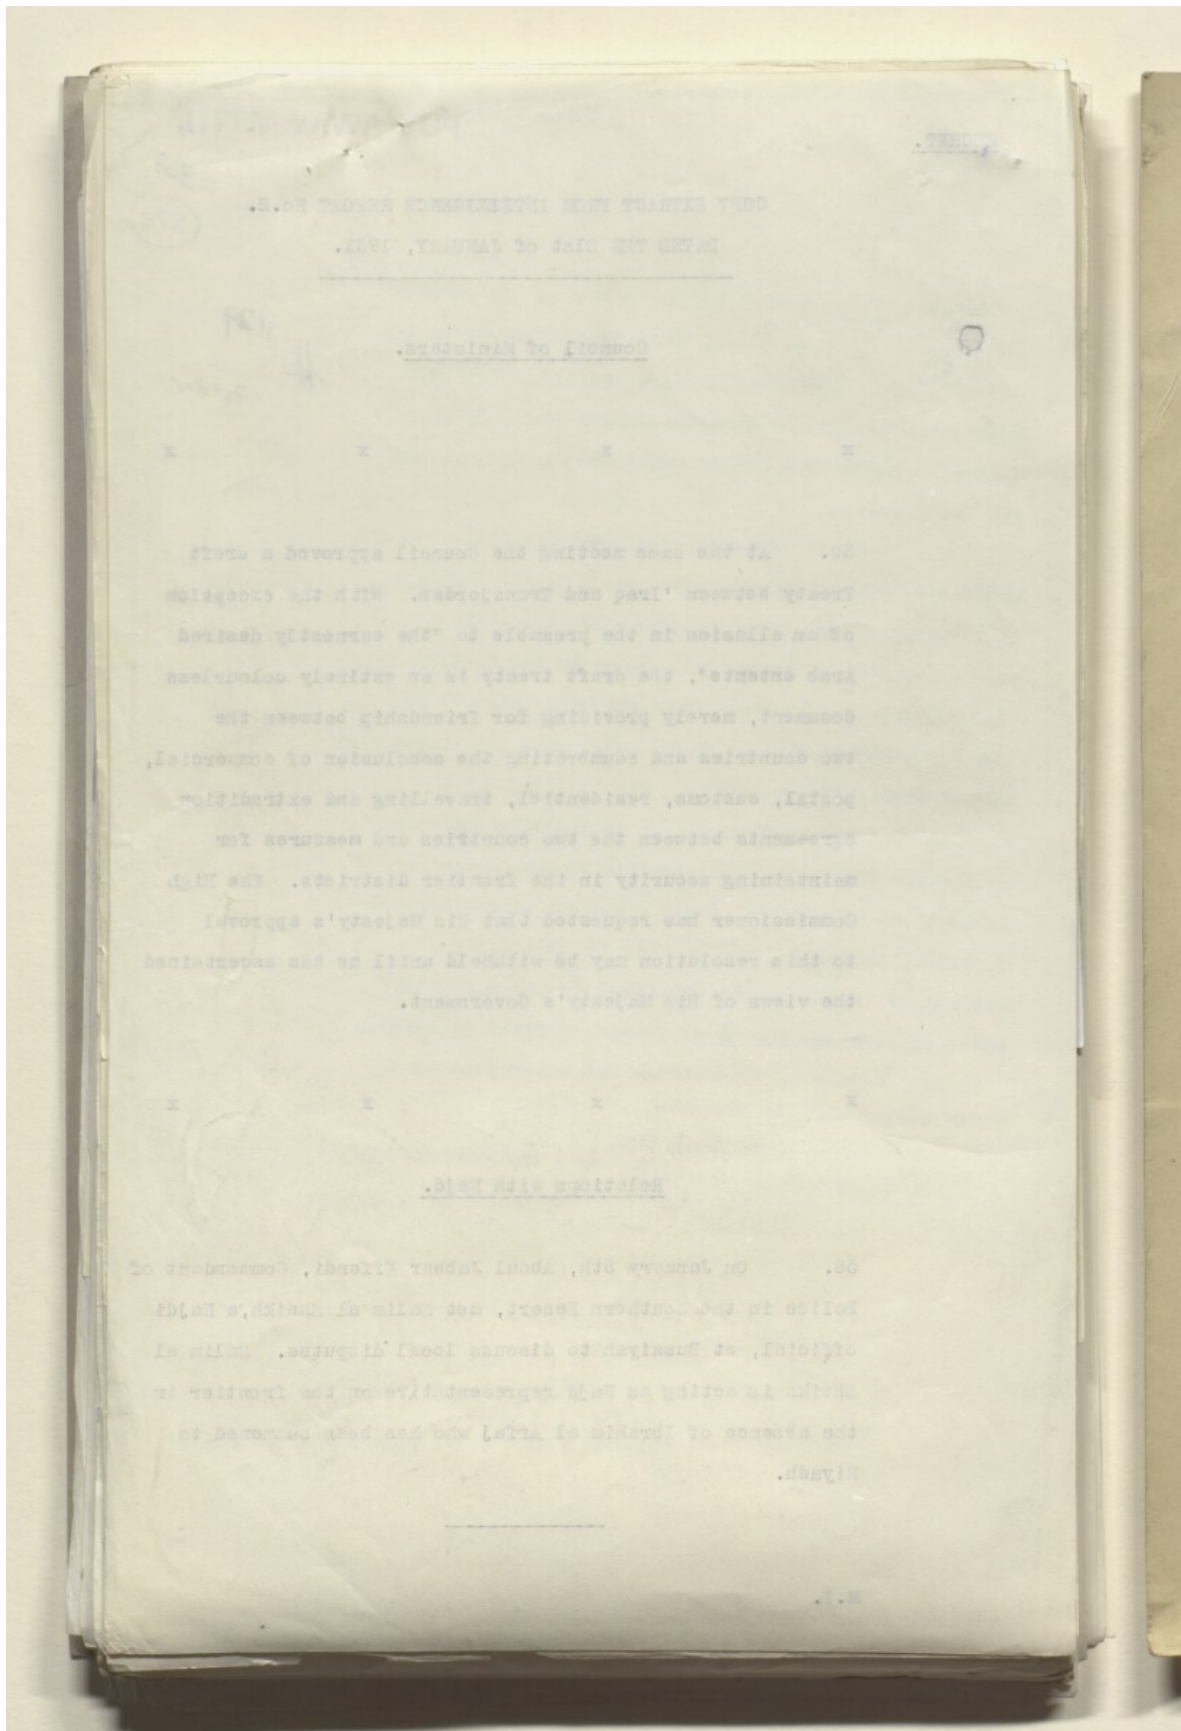 SECRET.
COPY EXTRACT FROM INTELLIGENCE REPORT No.2.
DATED THE 21st of JANUARY, 1931.
Council of Ministers.
x x x x
At the same meeting the Council approved a draft
Treaty between 'Iraq and Transjordan. With the exception
of an allusion in the preamble to "the earnestly desired
Arab entente", the draft treaty is an entirely colourless
document, merely providing for friendship between the
two countries and adumbrating the conclusion of commercial,
postal, customs, residential, travelling and extradition
agreements between the two countries and measures for
maintaining security in the frontier districts. The High
Commissioner has requested that His Majesty's approval
to this resolution may be withheld until he has ascertained
the views of His Majesty's Government.
x x x x
Relations with Najd.
On January 8th, Abdul Jabbar Effendi, Commandant of
Police in the Southern Desert, met Salim al Shaikh, a Najdi
official, at Busaiyah to discuss local disputes. Salim al
Shaikh is acting as Najd representative on the frontier in
the absence of Ibrahim al Arfaj who has been summoned to
Riyadh.